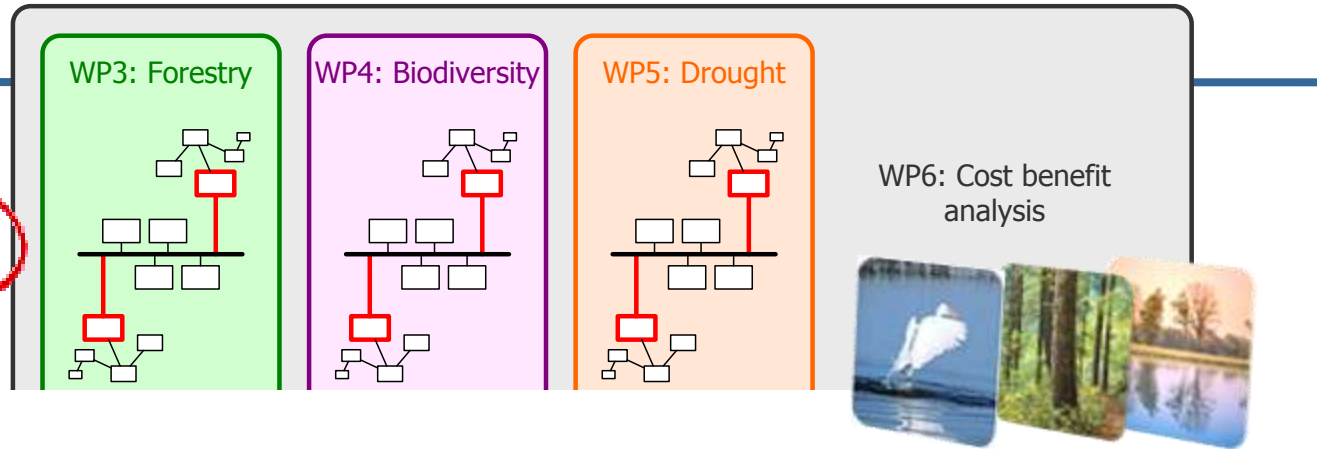 WP3: Forestry
WP4: Biodiversity
WP5: Drought
WP6: Cost benefit
analysis